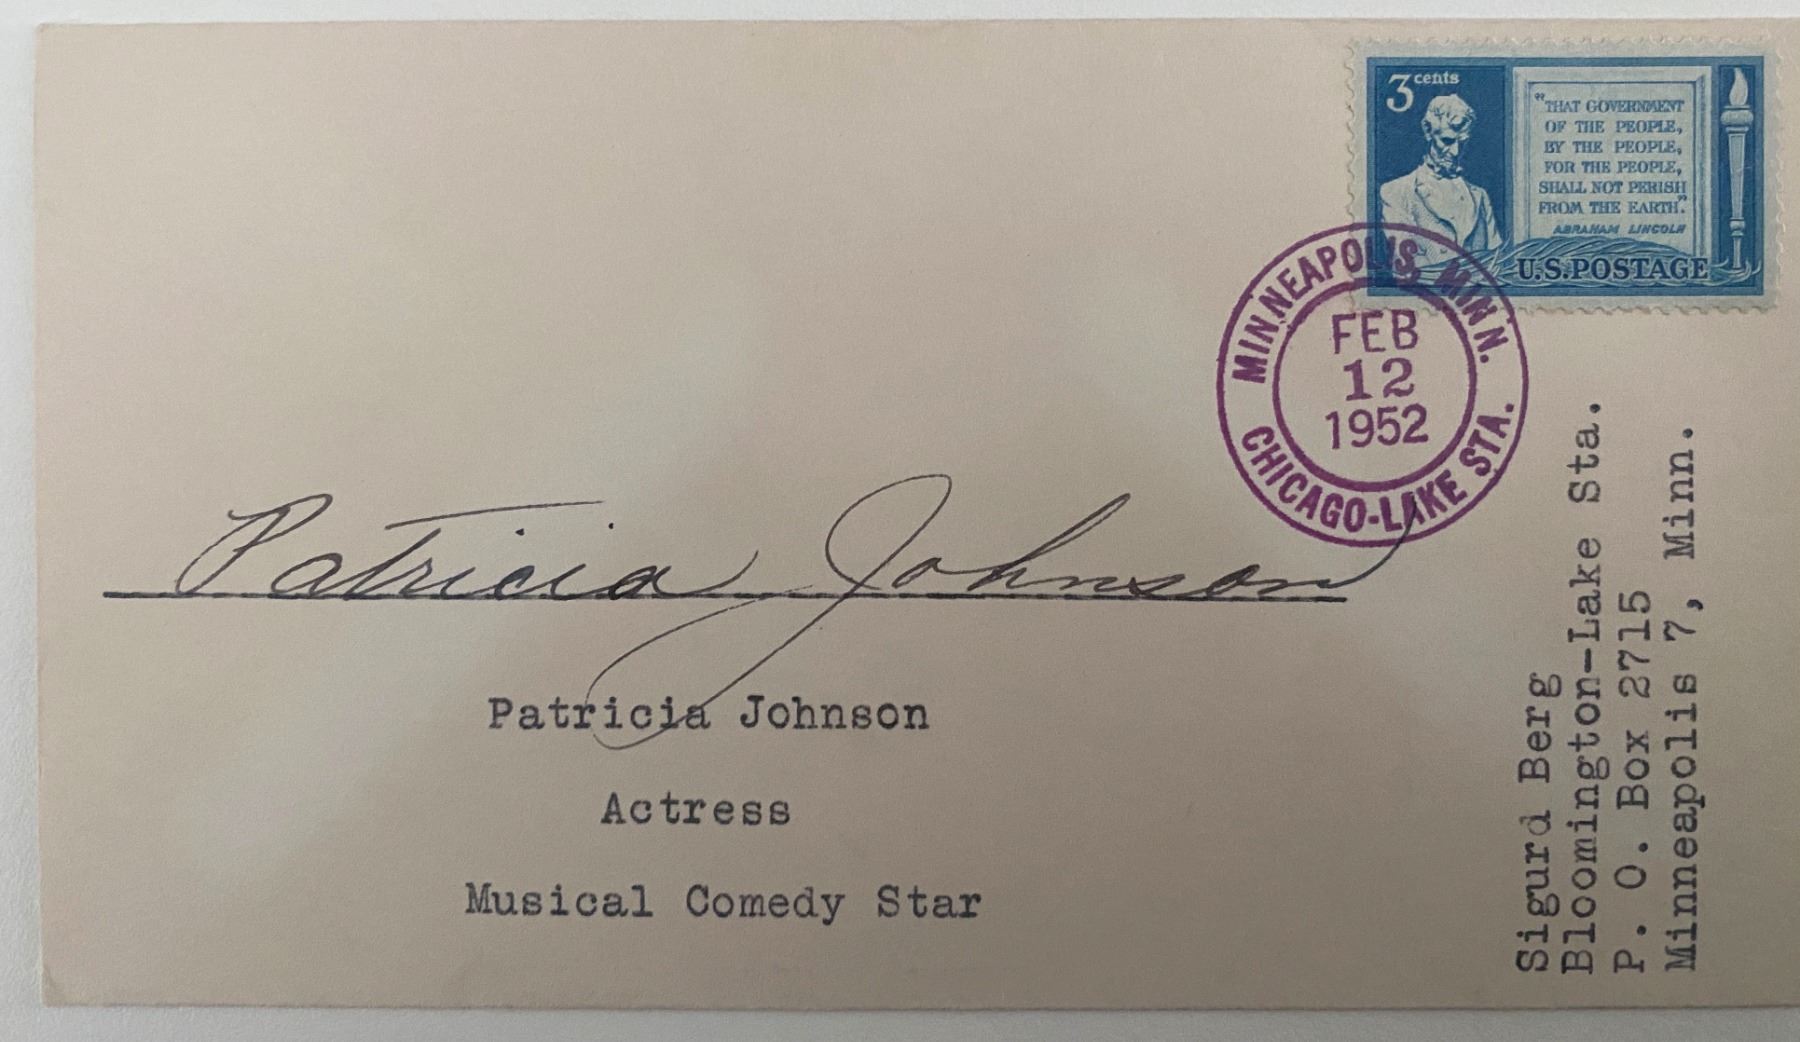 3 cents
"THAT GOVERNMENT
OF THE PEOPLE,
BY THE PEOPLE,
FOR THE PEOPLE,
SHALL NOT PERISH
FROM THE EARTH."
ABRAHAM LINCOLN
U.S.POSTAGE
MINNEAPOLIS, MINN.
FEB
12
1952
CHICAGO-LAKE STA.
Patricia Johnson
Patricia Johnson
Actress
Musical Comedy Star
Sigurd Berg
Bloomington-Lake Sta.
P. O. Box 2715
Minneapolis 7, Minn.